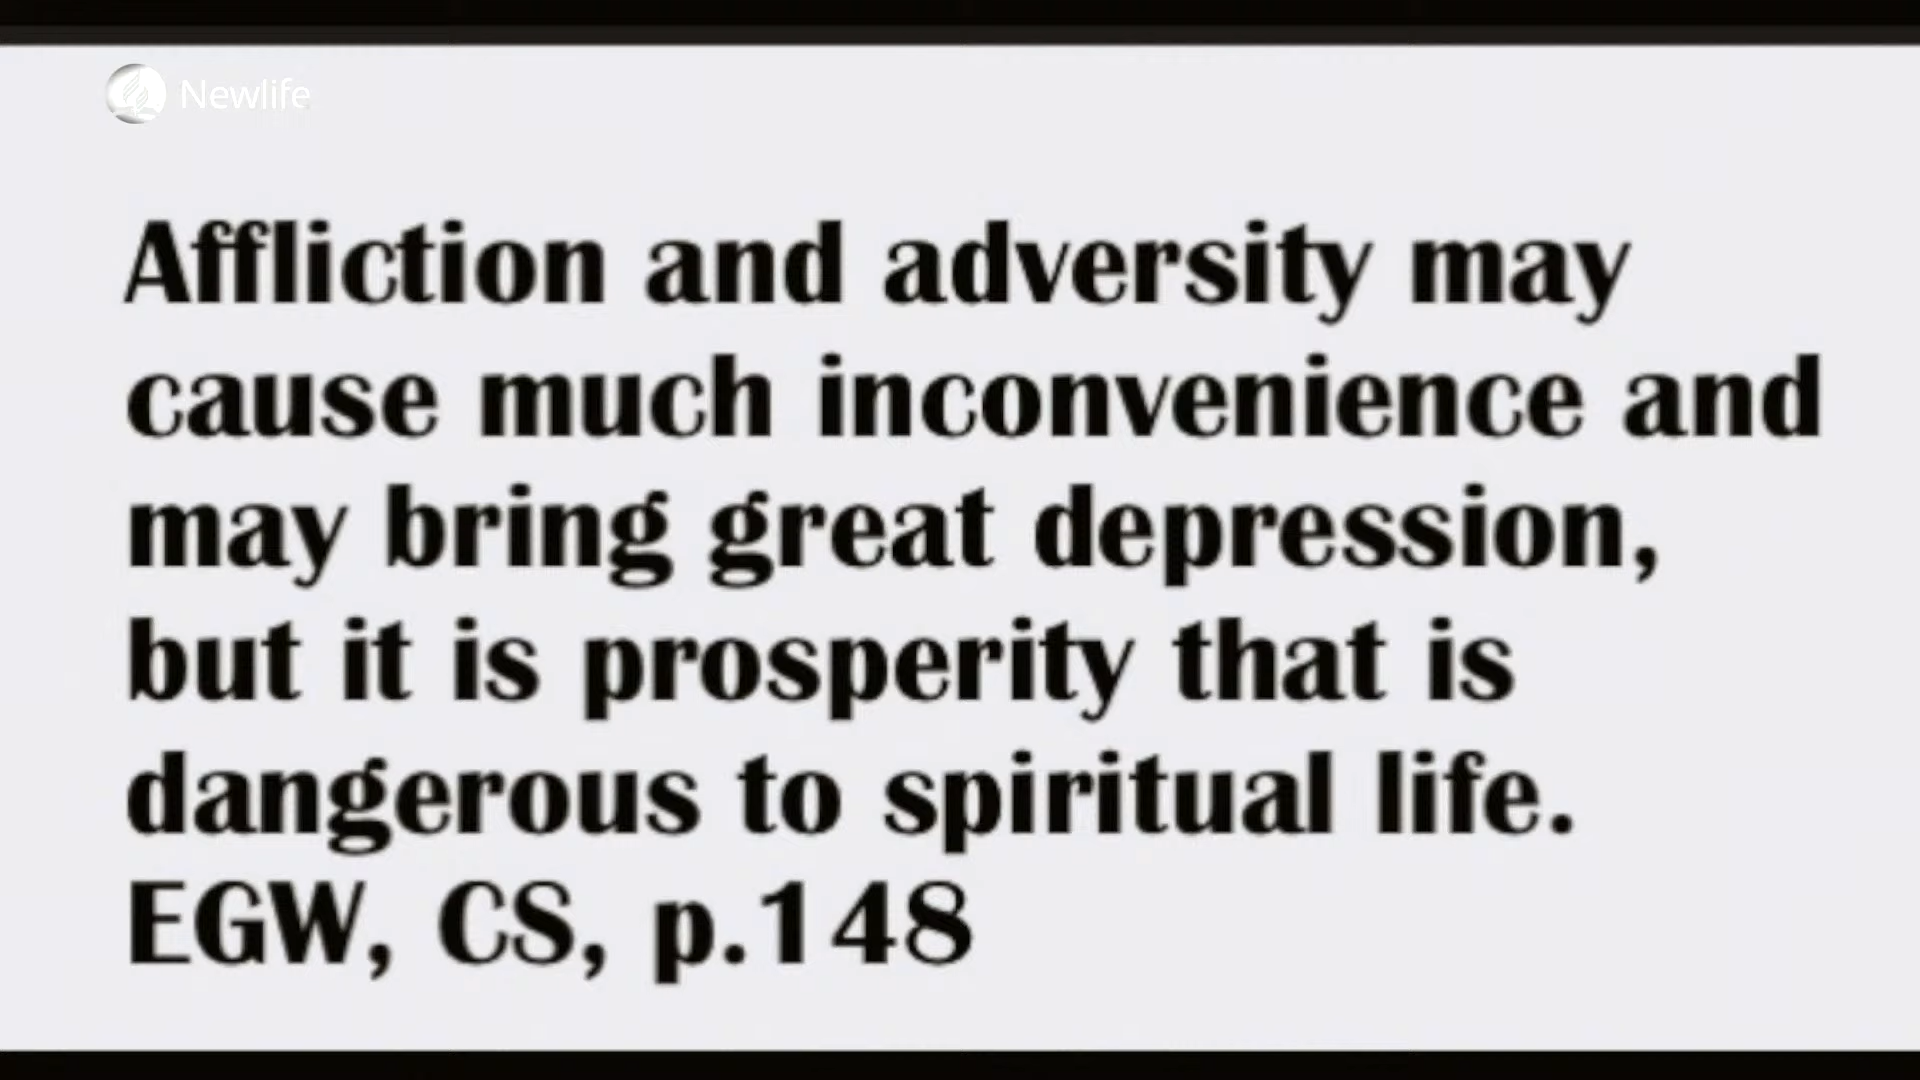 Newlife
Affliction and adversity may
cause much inconvenience and
may bring great depression,
but it is prosperity that is
dangerous to spiritual life.
EGW, CS, p.148